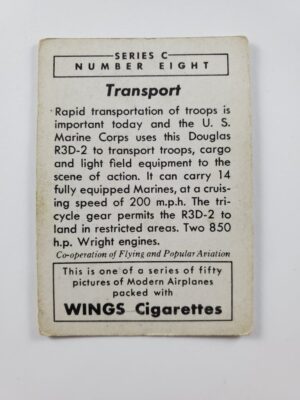 SERIES C
NUMBER EIGHT
Transport
Rapid transportation of troops is
important today and the U. S.
Marine Corps uses this Douglas
R3D-2 to transport troops, cargo
and light field equipment to the
scene of action. It can carry 14
fully equipped Marines, at a cruis-
ing speed of 200 m.p.h. The tri-
cycle gear permits the R3D-2 to
land in restricted areas. Two 850
h.p. Wright engines.
Co-operation of Flying and Popular Aviation
This is one of a series of fifty
pictures of Modern Airplanes
packed with
WINGS Cigarettes